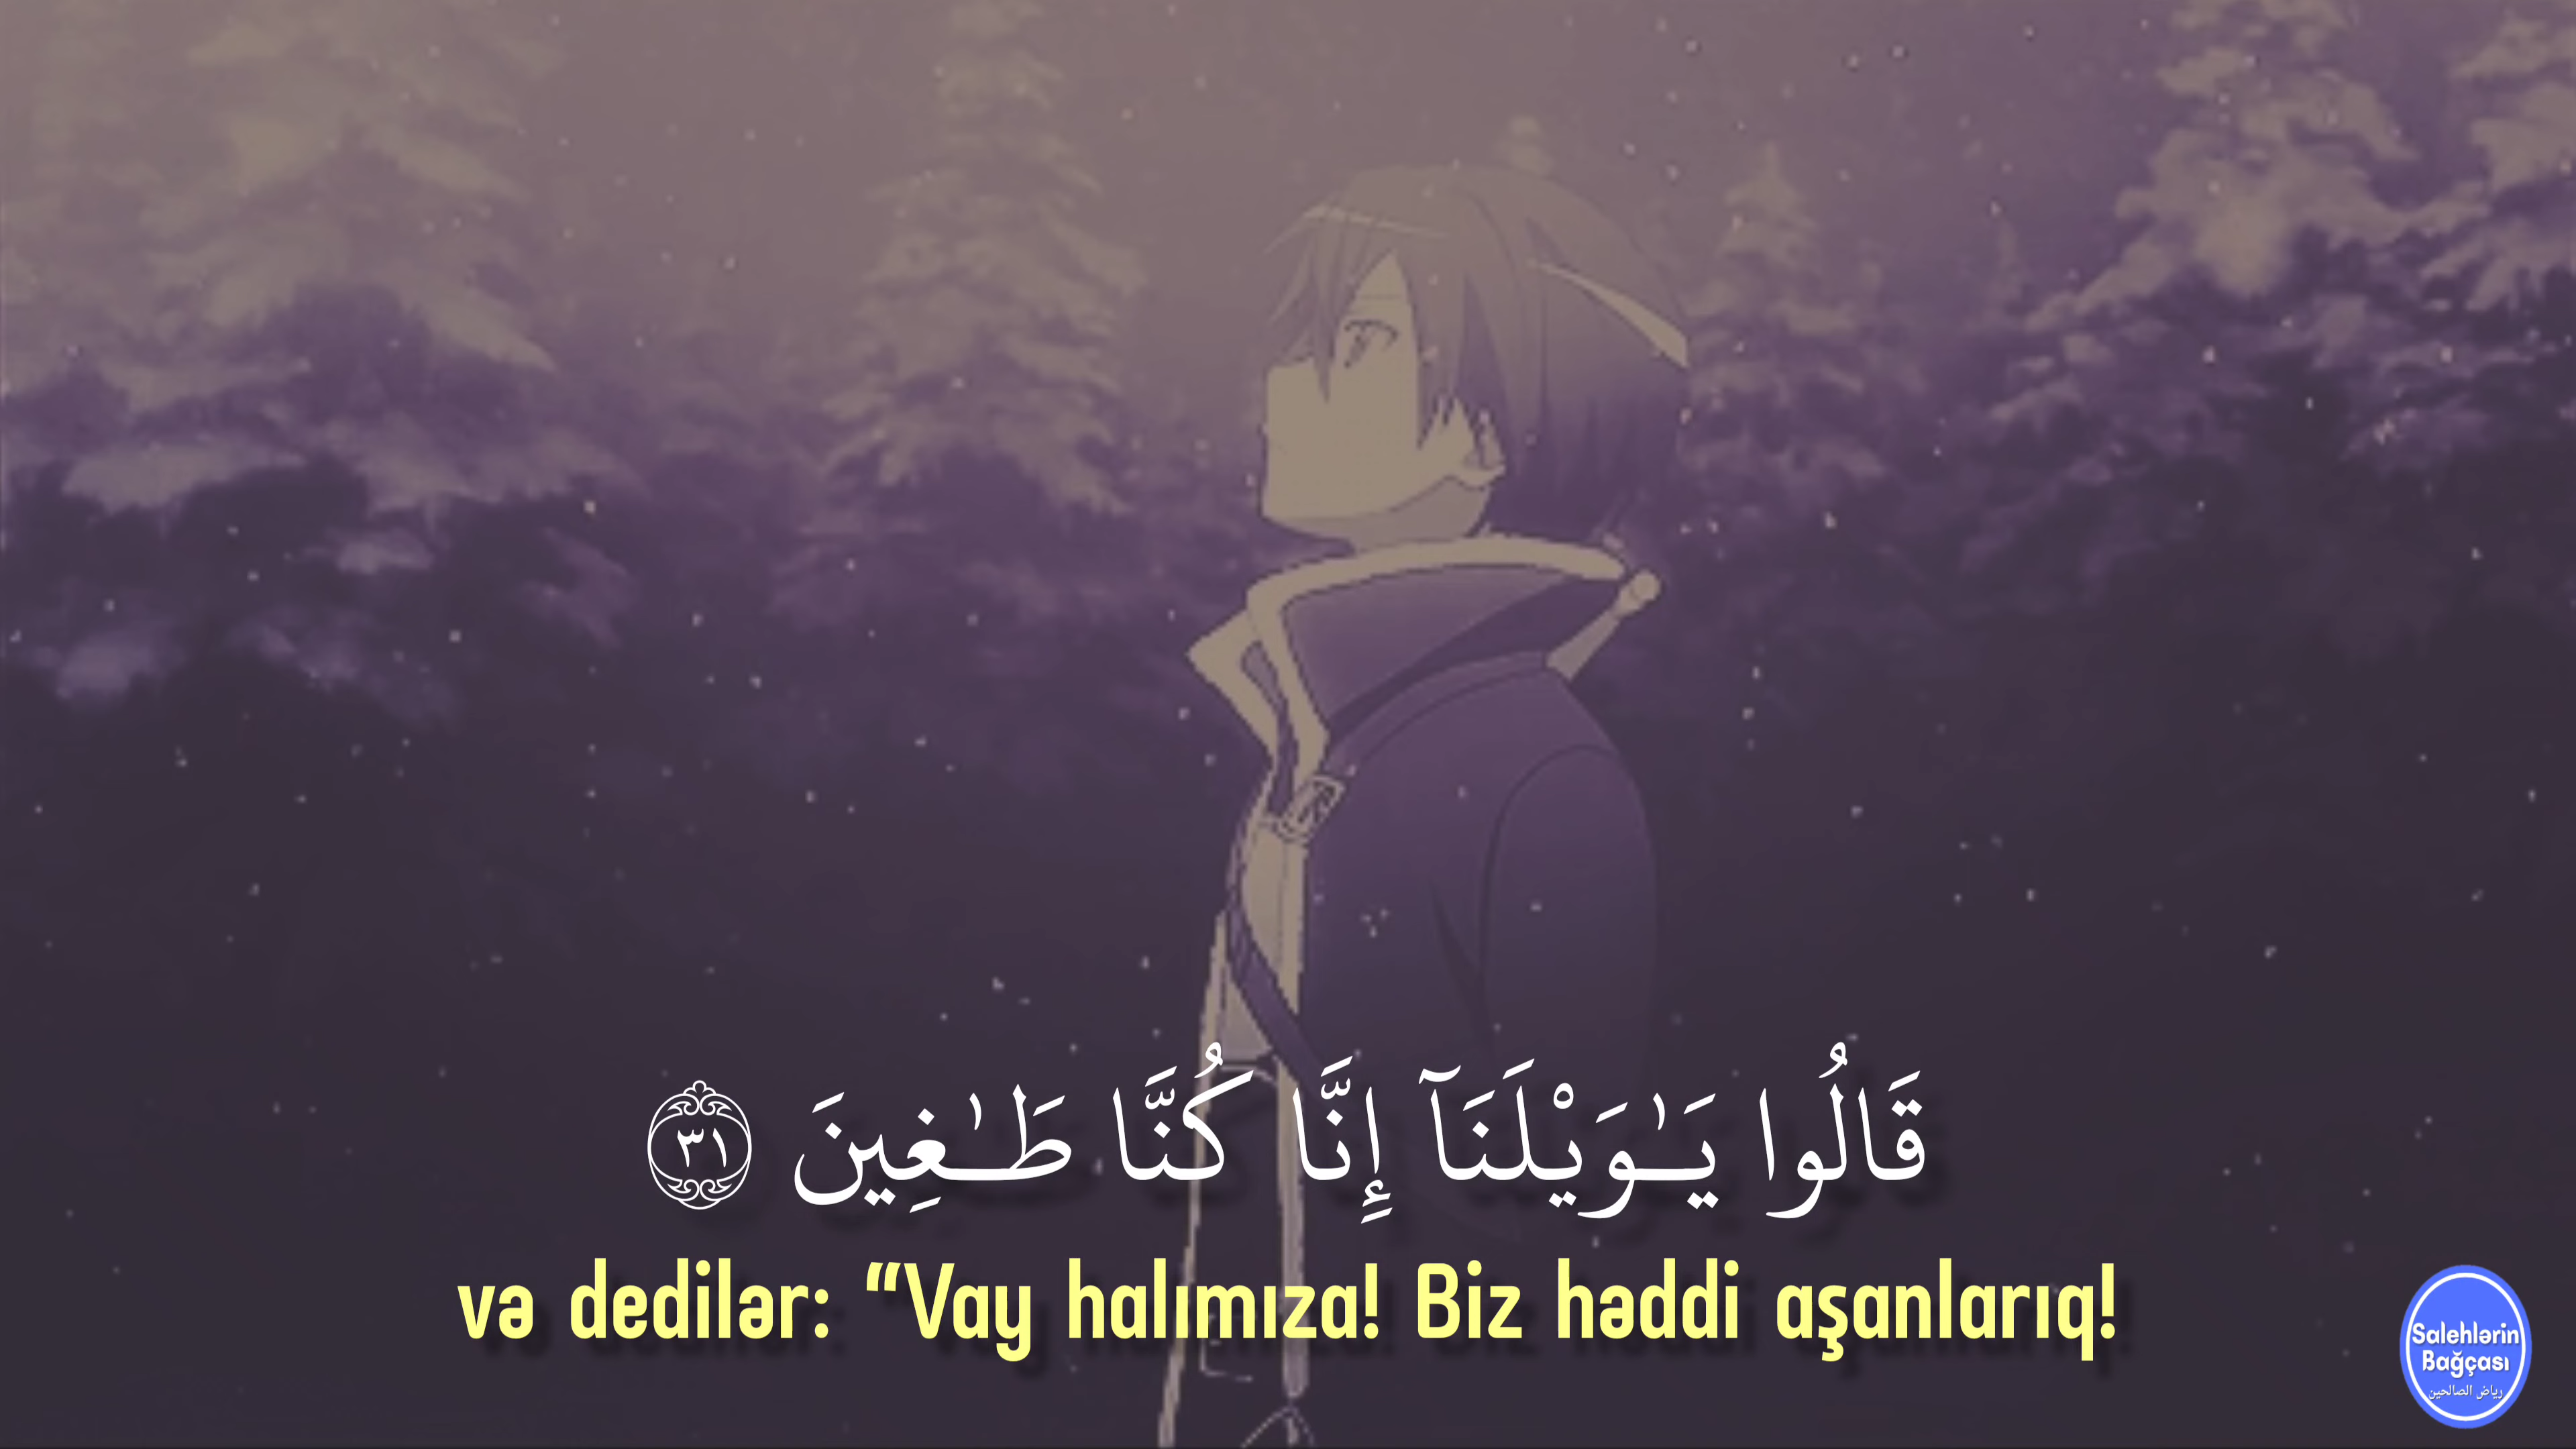 قَالُوا يَـٰوَيْلَنَآ إِنَّا كُنَّا طَـٰغِينَ ٣١
və dedilər: “Vay halımıza! Biz həddi aşanlarıq!
Salehlərin
Bağçası
رياض الصالحين